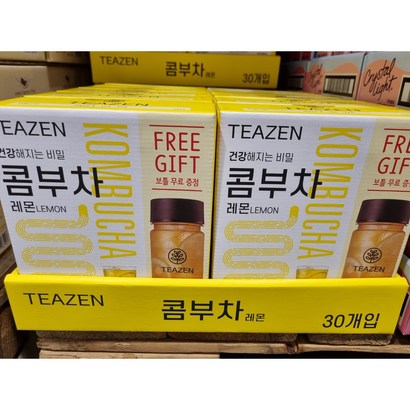 TEAZEN
콤부차 레몬
30개입
Crystal Light
TEAZEN
건강해지는 비밀
콤부차
레몬 LEMON
KOMBUCHA
FREE
GIFT
보틀 무료 증정
TEAZEN
TEAZEN
건강해지는 비밀
콤부차
레몬 LEMON
KOMBUCHA
FREE
GIFT
보틀 무료 증정
TEAZEN
TEAZEN
콤부차 레몬
30개입